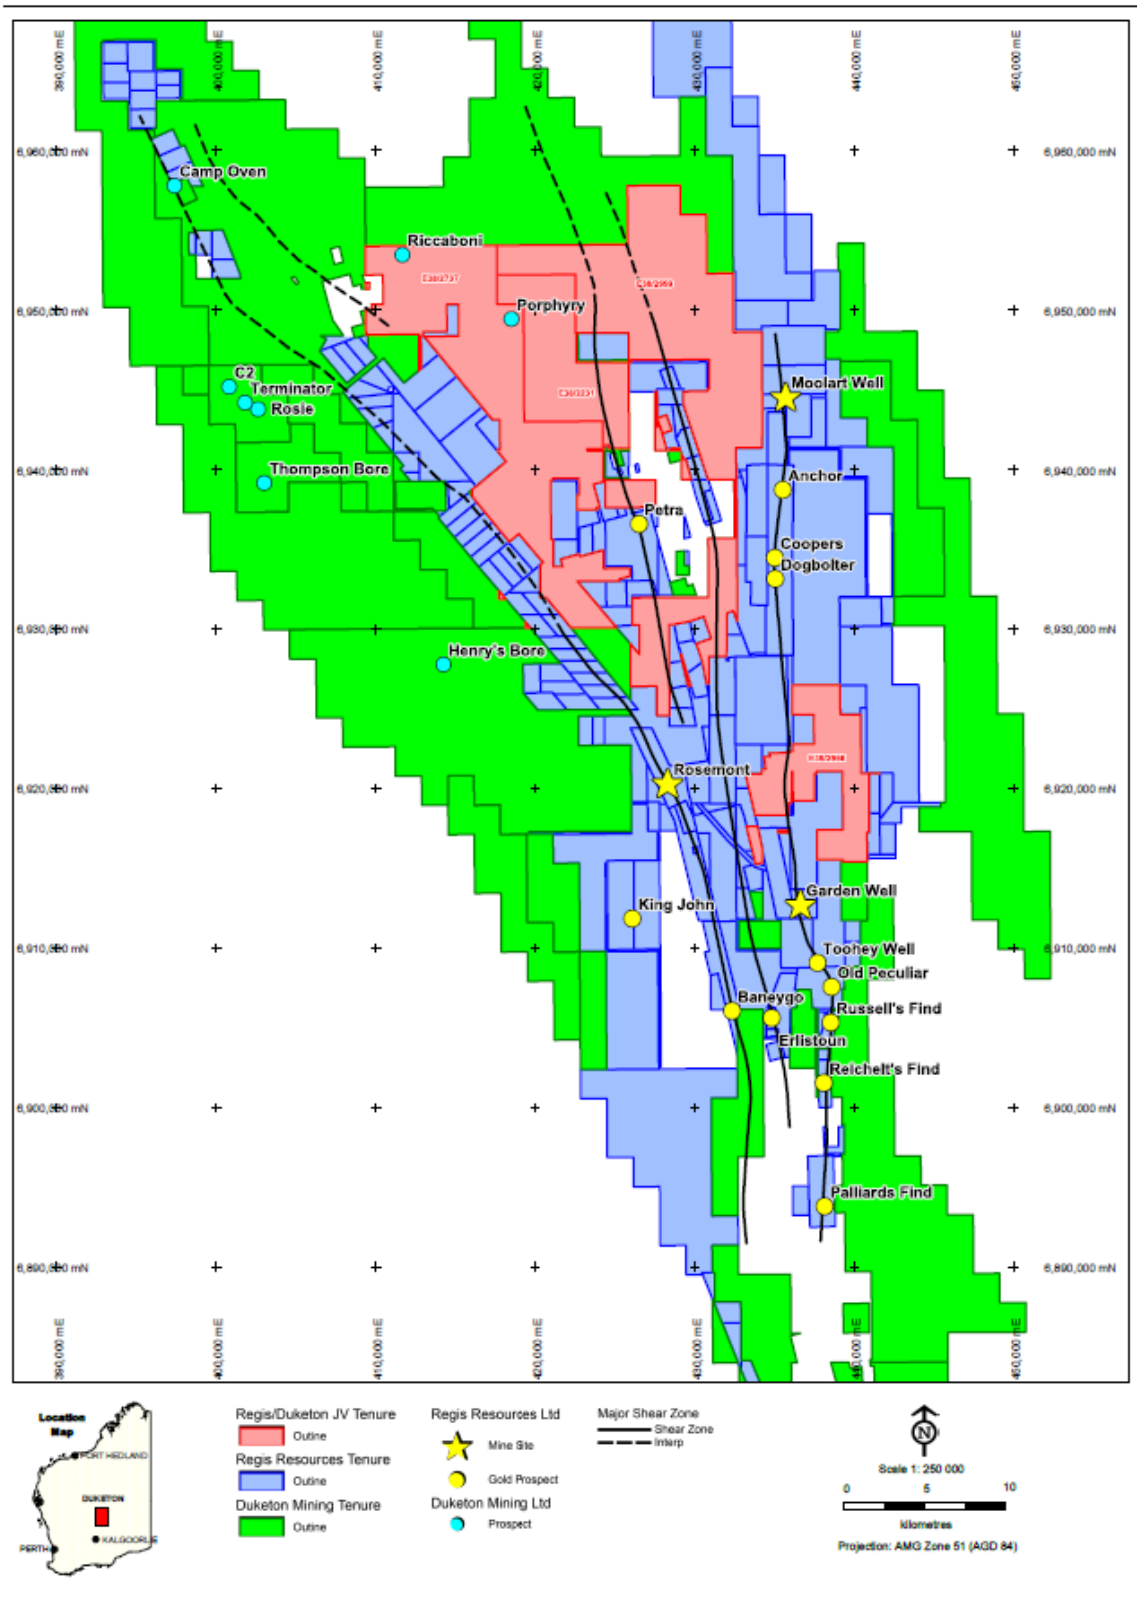 390,000 mE
400,000 mE
410,000 mE
420,000 mE
430,000 mE
440,000 mE
450,000 mE
6,960,000 mN
6,960,000 mN
Camp Oven
Riccaboni
Porphyry
6,950,000 mN
6,950,000 mN
C2
Terminator
Rosie
Moolart Well
Thompson Bore
6,940,000 mN
6,940,000 mN
Anchor
Petra
Coopers
Dogbolter
6,930,000 mN
6,930,000 mN
Henry's Bore
Rosemont
6,920,000 mN
6,920,000 mN
Garden Well
King John
6,910,000 mN
6,910,000 mN
Toohey Well
Old Peculiar
Baneygo
Russell's Find
Erlistoun
Reichelt's Find
6,900,000 mN
6,900,000 mN
Palliards Find
6,890,000 mN
6,890,000 mN
390,000 mE
400,000 mE
410,000 mE
420,000 mE
430,000 mE
440,000 mE
450,000 mE
Location
Map
PORT HEDLAND
DUKETON
KALGOORLIE
PERTH
Regis/Duketon JV Tenure
Outine
Regis Resources Tenure
Outine
Duketon Mining Tenure
Outine
Regis Resources Ltd
Mine Site
Gold Prospect
Duketon Mining Ltd
Prospect
Major Shear Zone
Shear Zone
Interp
N
Scale 1: 250 000
0 5 10
kilometres
Projection: AMG Zone 51 (AGD 84)